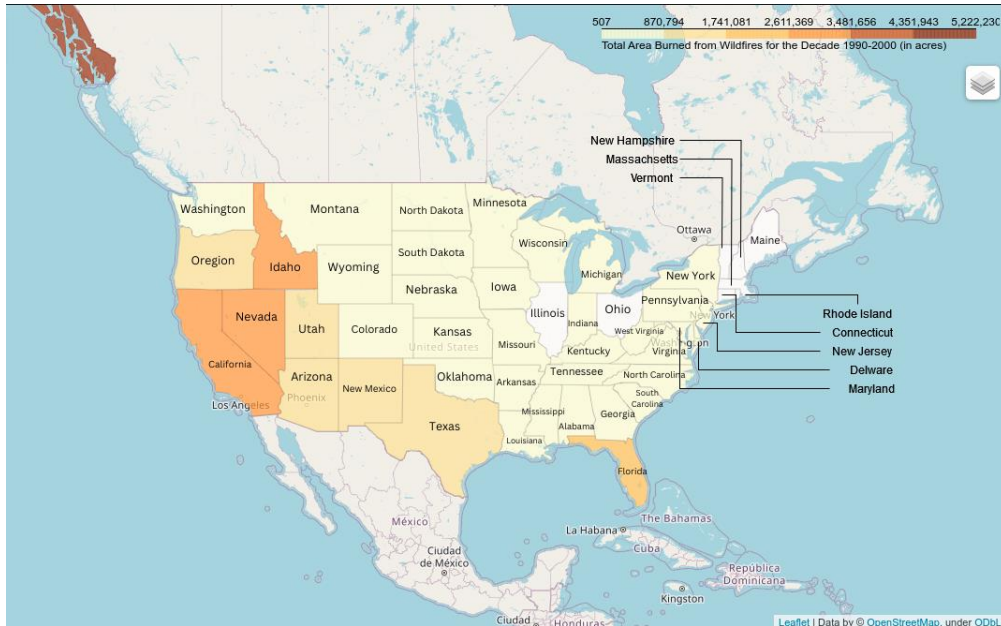 507 870,794 1,741,081 2,611,369 3,481,656 4,351,943 5,222,230
Total Area Burned from Wildfires for the Decade 1990-2000 (in acres)
New Hampshire
Massachsetts
Vermont
Washington
Montana
North Dakota
Minnesota
Ottawa
Maine
Wisconsin
South Dakota
Oregon
Idaho
Wyoming
Michigan
New York
Iowa
Nebraska
Pennsylvania
Illinois
Ohio
New York
Rhode Island
Nevada
Utah
Colorado
Kansas
Indiana
West Virginia
Connecticut
United States
Missouri
Washington
Kentucky
Virginia
New Jersey
California
Arizona
New Mexico
Oklahoma
Tennessee
North Carolina
Delware
Arkansas
Maryland
Phoenix
Los Angeles
South
Carolina
Mississippi
Georgia
Texas
Alabama
Louisiana
Florida
México
The Bahamas
La Habana
Cuba
Ciudad
de México
República
Dominicana
Kingston
Ciudad
Honduras
Leaflet | Data by © OpenStreetMap, under ODbL